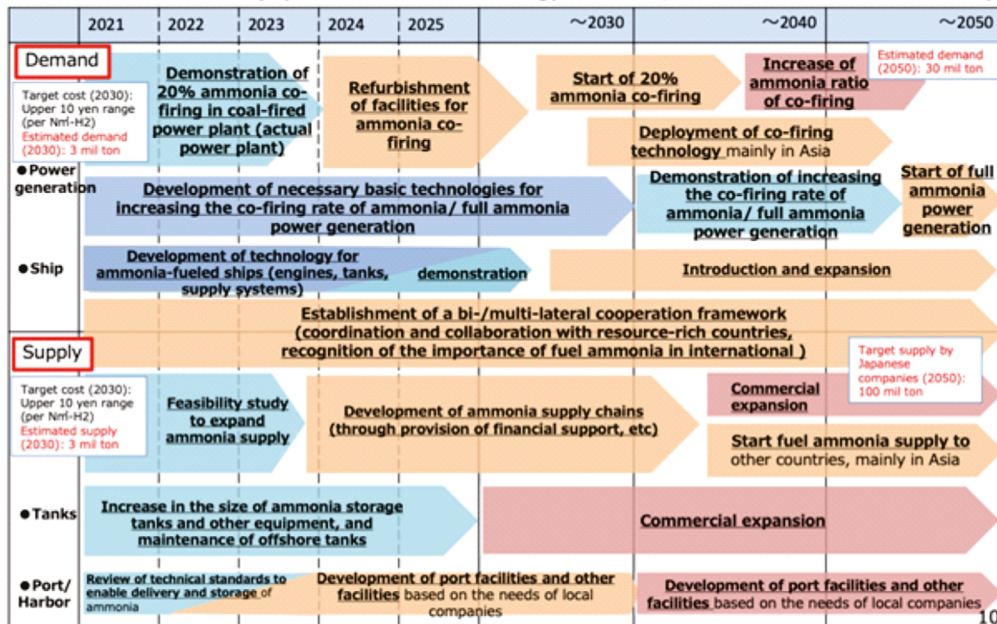 2021 2022 2023 2024 2025 ～2030 ～2040 ～2050
Demand
Target cost (2030):
Upper 10 yen range
(per N㎥-H2)
Estimated demand
(2030): 3 mil ton
Demonstration of
20% ammonia co-
firing in coal-fired
power plant (actual
power plant)
Refurbishment
of facilities for
ammonia co-
firing
Start of 20%
ammonia co-firing
Increase of
ammonia ratio
of co-firing
Estimated demand
(2050): 30 mil ton
Deployment of co-firing
technology mainly in Asia
●Power
generation
Development of necessary basic technologies for
increasing the co-firing rate of ammonia/ full ammonia
power generation
Demonstration of increasing
the co-firing rate of
ammonia/ full ammonia
power generation
Start of full
ammonia
power
generation
●Ship
Development of technology for
ammonia-fueled ships (engines, tanks,
supply systems)
demonstration
Introduction and expansion
Establishment of a bi-/multi-lateral cooperation framework
(coordination and collaboration with resource-rich countries,
recognition of the importance of fuel ammonia in international )
Supply
Target cost (2030):
Upper 10 yen range
(per N㎥-H2)
Estimated supply
(2030): 3 mil ton
Feasibility study
to expand
ammonia supply
Development of ammonia supply chains
(through provision of financial support, etc)
Commercial
expansion
Target supply by
Japanese
companies (2050):
100 mil ton
Start fuel ammonia supply to
other countries, mainly in Asia
●Tanks
Increase in the size of ammonia storage
tanks and other equipment, and
maintenance of offshore tanks
Commercial expansion
●Port/
Harbor
Review of technical standards to
enable delivery and storage of
ammonia
Development of port facilities and other
facilities based on the needs of local
companies
Development of port facilities and other
facilities based on the needs of local companies
10